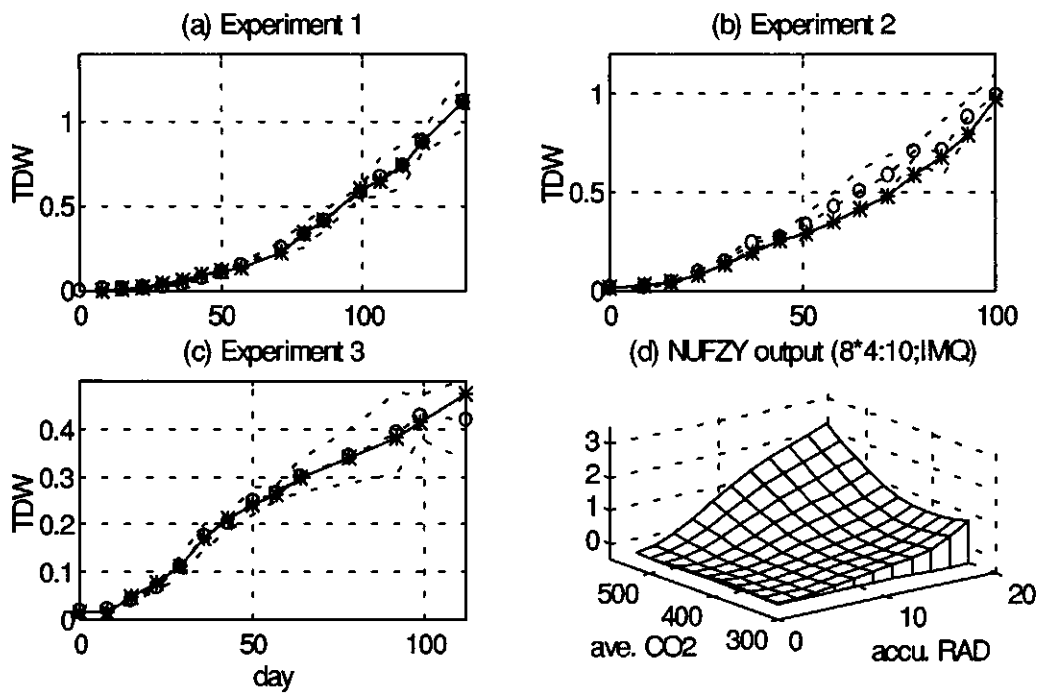 (a) Experiment 1
TDW
1
0.5
0
0 50 100
(b) Experiment 2
TDW
1
0.5
0
0 50 100
(c) Experiment 3
TDW
0.4
0.3
0.2
0.1
0
0 50 100
day
(d) NUFZY output (8*4:10;IMQ)
3
2
1
0
500 400 300
ave. CO2
0 10 20
accu. RAD